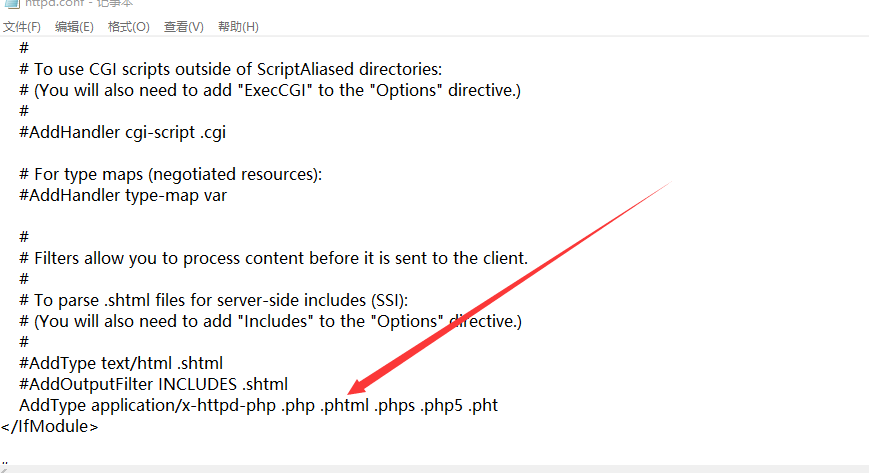 httpd.conf - 记事本
文件(F) 编辑(E) 格式(O) 查看(V) 帮助(H)
#
# To use CGI scripts outside of ScriptAliased directories:
# (You will also need to add "ExecCGI" to the "Options" directive.)
#
#AddHandler cgi-script .cgi
# For type maps (negotiated resources):
#AddHandler type-map var
#
# Filters allow you to process content before it is sent to the client.
#
# To parse .shtml files for server-side includes (SSI):
# (You will also need to add "Includes" to the "Options" directive.)
#
#AddType text/html .shtml
#AddOutputFilter INCLUDES .shtml
AddType application/x-httpd-php .php .phtml .phps .php5 .pht
</IfModule>